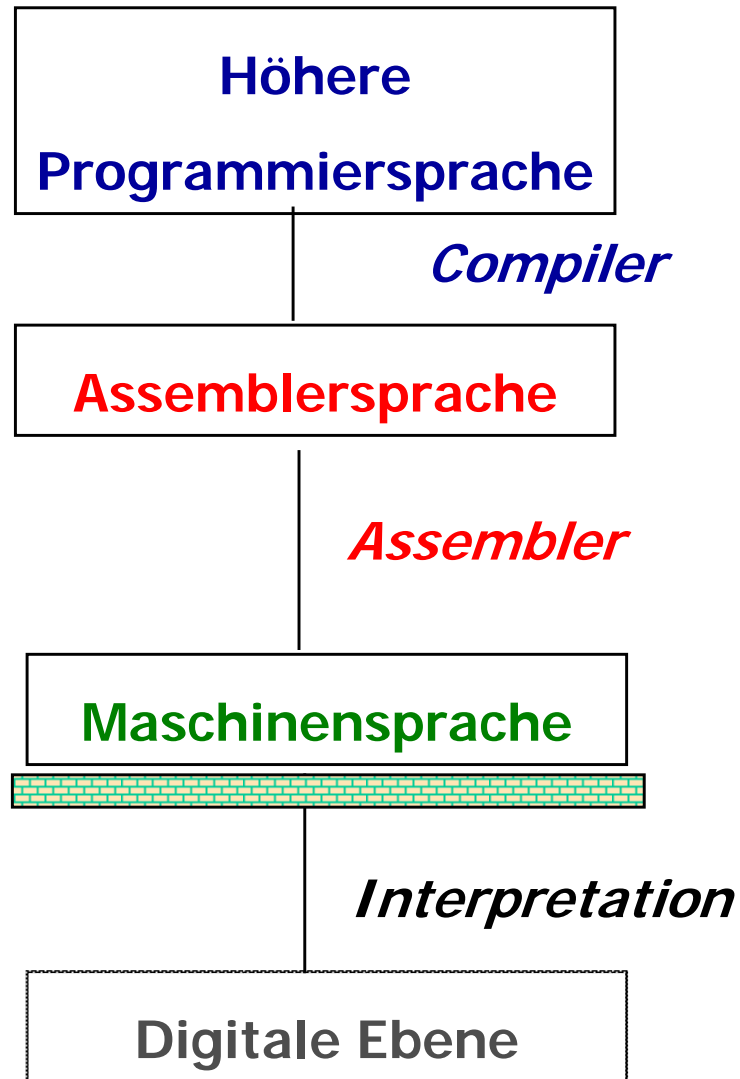 Höhere
Programmiersprache
Compiler
Assemblersprache
Assembler
Maschinensprache
Interpretation
Digitale Ebene